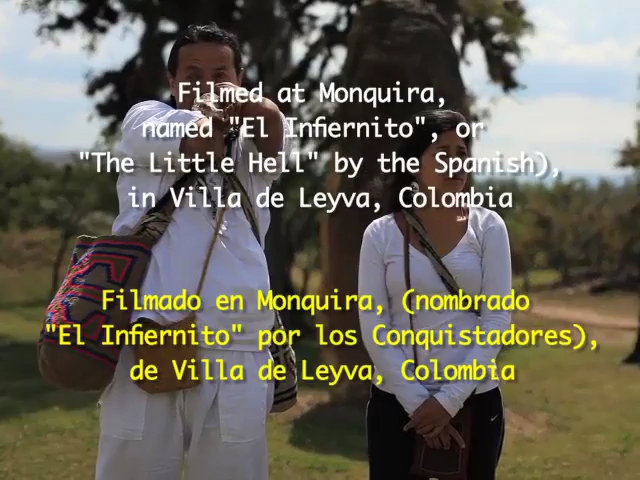 Filmed at Monquira,
named "El Infiernito", or
"The Little Hell" by the Spanish),
in Villa de Leyva, Colombia
Filmado en Monquira, (nombrado
"El Infiernito" por los Conquistadores),
de Villa de Leyva, Colombia